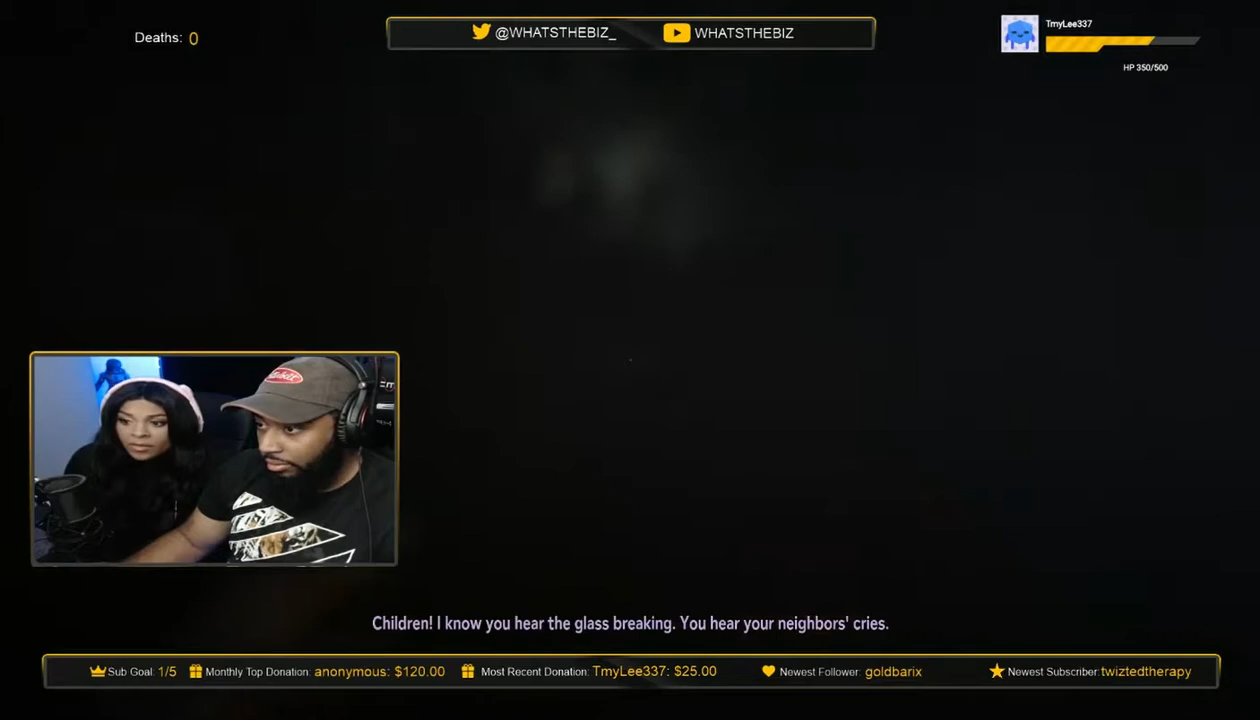 Deaths: 0
@WHATSTHEBIZ_
WHATSTHEBIZ
TmyLee337
HP 350/500
Children! I know you hear the glass breaking. You hear your neighbors' cries.
Sub Goal: 1/5
Monthly Top Donation: anonymous: $120.00
Most Recent Donation: TmyLee337: $25.00
Newest Follower: goldbarix
Newest Subscriber: twiztedtherapy